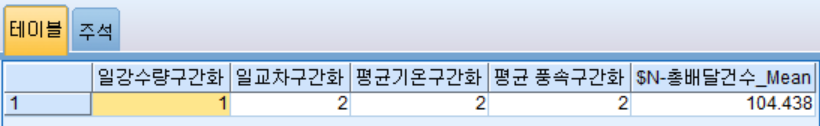 테이블 주석
일강수량구간화 일교차구간화 평균기온구간화 평균 풍속구간화 $N-총배달건수_Mean
1 1 2 2 2 104.438